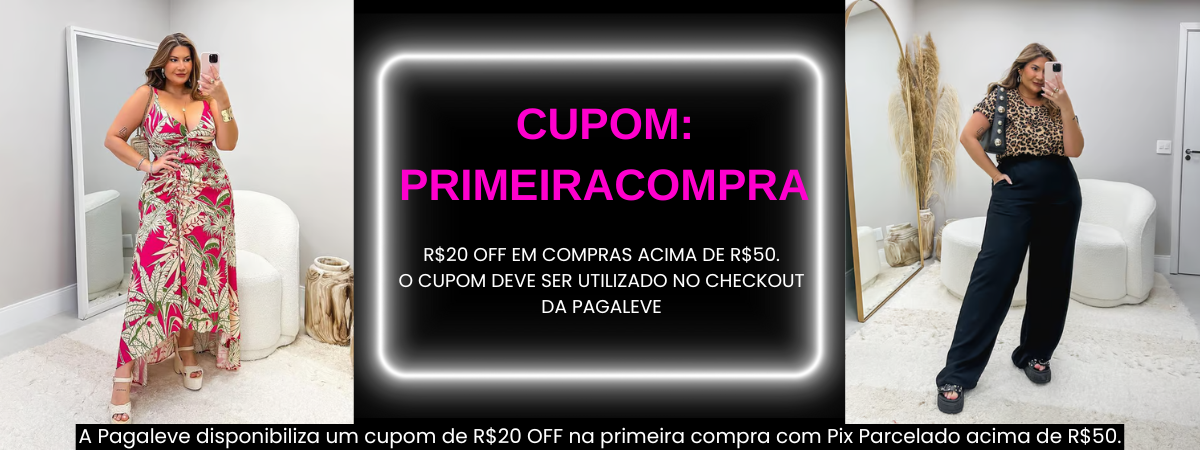 CUPOM:
PRIMEIRACOMPRA
R$20 OFF EM COMPRAS ACIMA DE R$50.
O CUPOM DEVE SER UTILIZADO NO CHECKOUT
DA PAGALEVE
A Pagaleve disponibiliza um cupom de R$20 OFF na primeira compra com Pix Parcelado acima de R$50.